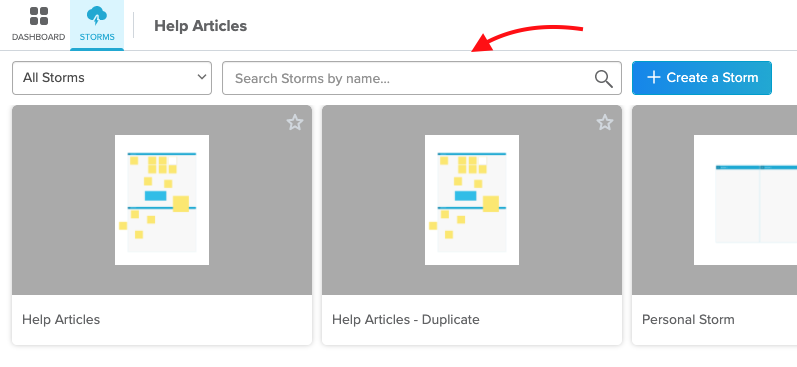 Help Articles
DASHBOARD
STORMS
All Storms
Search Storms by name...
Create a Storm
Help Articles
Help Articles - Duplicate
Personal Storm